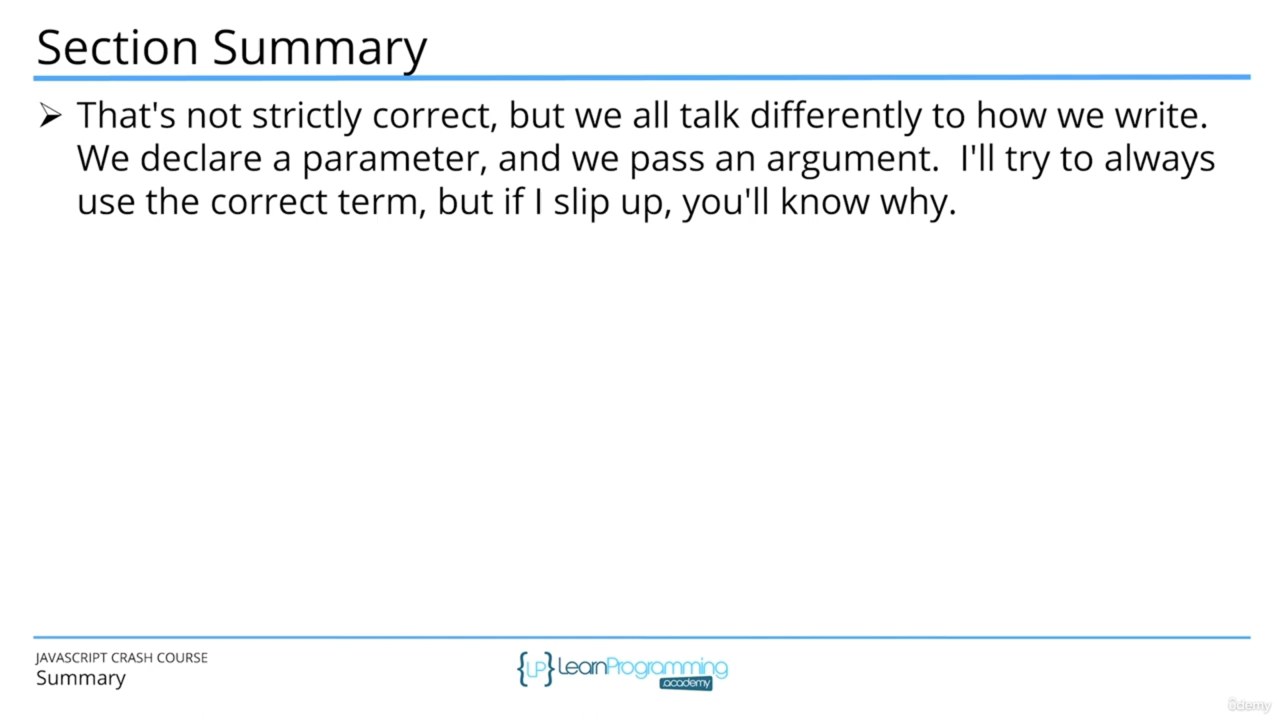 Section Summary
➢ That's not strictly correct, but we all talk differently to how we write.
We declare a parameter, and we pass an argument.  I'll try to always
use the correct term, but if I slip up, you'll know why.
JAVASCRIPT CRASH COURSE
Summary
{LP} LearnProgramming
.academy
ûdemy